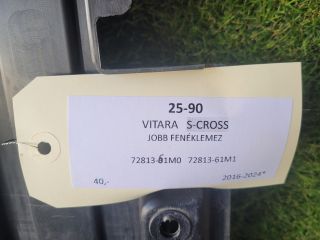 25-90
VITARA S-CROSS
JOBB FENÉKLEMEZ
72813-61M0 72813-61M1
40,-
2016-2024*